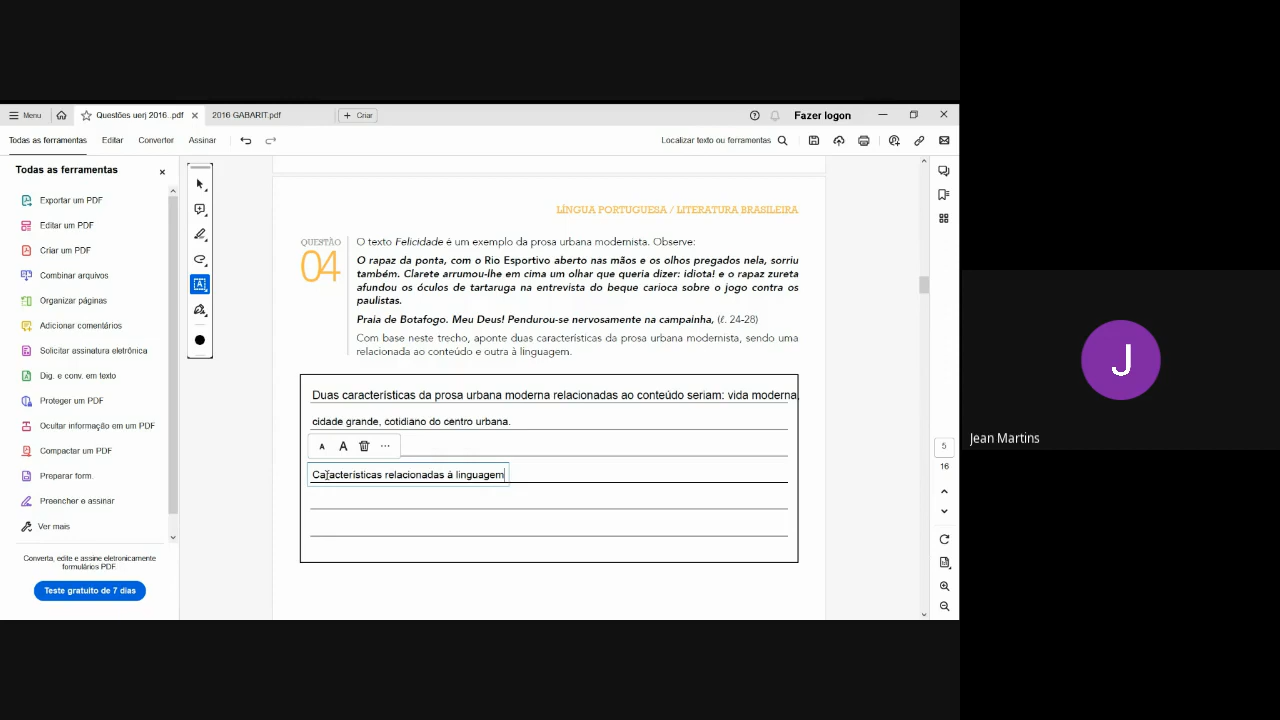 Menu
Questões uerj 2016..pdf
2016 GABARIT.pdf
Criar
Fazer logon
Todas as ferramentas
Editar
Converter
Assinar
Localizar texto ou ferramentas
Todas as ferramentas
Exportar um PDF
Editar um PDF
Criar um PDF
Combinar arquivos
Organizar páginas
Adicionar comentários
Solicitar assinatura eletrônica
Dig. e conv. em texto
Proteger um PDF
Ocultar informação em um PDF
Compactar um PDF
Preparar form.
Preencher e assinar
Ver mais
Converta, edite e assine eletronicamente
formulários PDF.
Teste gratuito de 7 dias
LÍNGUA PORTUGUESA / LITERATURA BRASILEIRA
QUESTÃO
04
O texto Felicidade é um exemplo da prosa urbana modernista. Observe:
O rapaz da ponta, com o Rio Esportivo aberto nas mãos e os olhos pregados nela, sorriu
também. Clarete arrumou-lhe em cima um olhar que queria dizer: idiota! e o rapaz zureta
afundou os óculos de tartaruga na entrevista do beque carioca sobre o jogo contra os
paulistas.
Praia de Botafogo. Meu Deus! Pendurou-se nervosamente na campainha, (ℓ. 24-28)
Com base neste trecho, aponte duas características da prosa urbana modernista, sendo uma
relacionada ao conteúdo e outra à linguagem.
Duas características da prosa urbana moderna relacionadas ao conteúdo seriam: vida moderna,
cidade grande, cotidiano do centro urbana.
A A
Características relacionadas à linguagem
5
16
J
Jean Martins